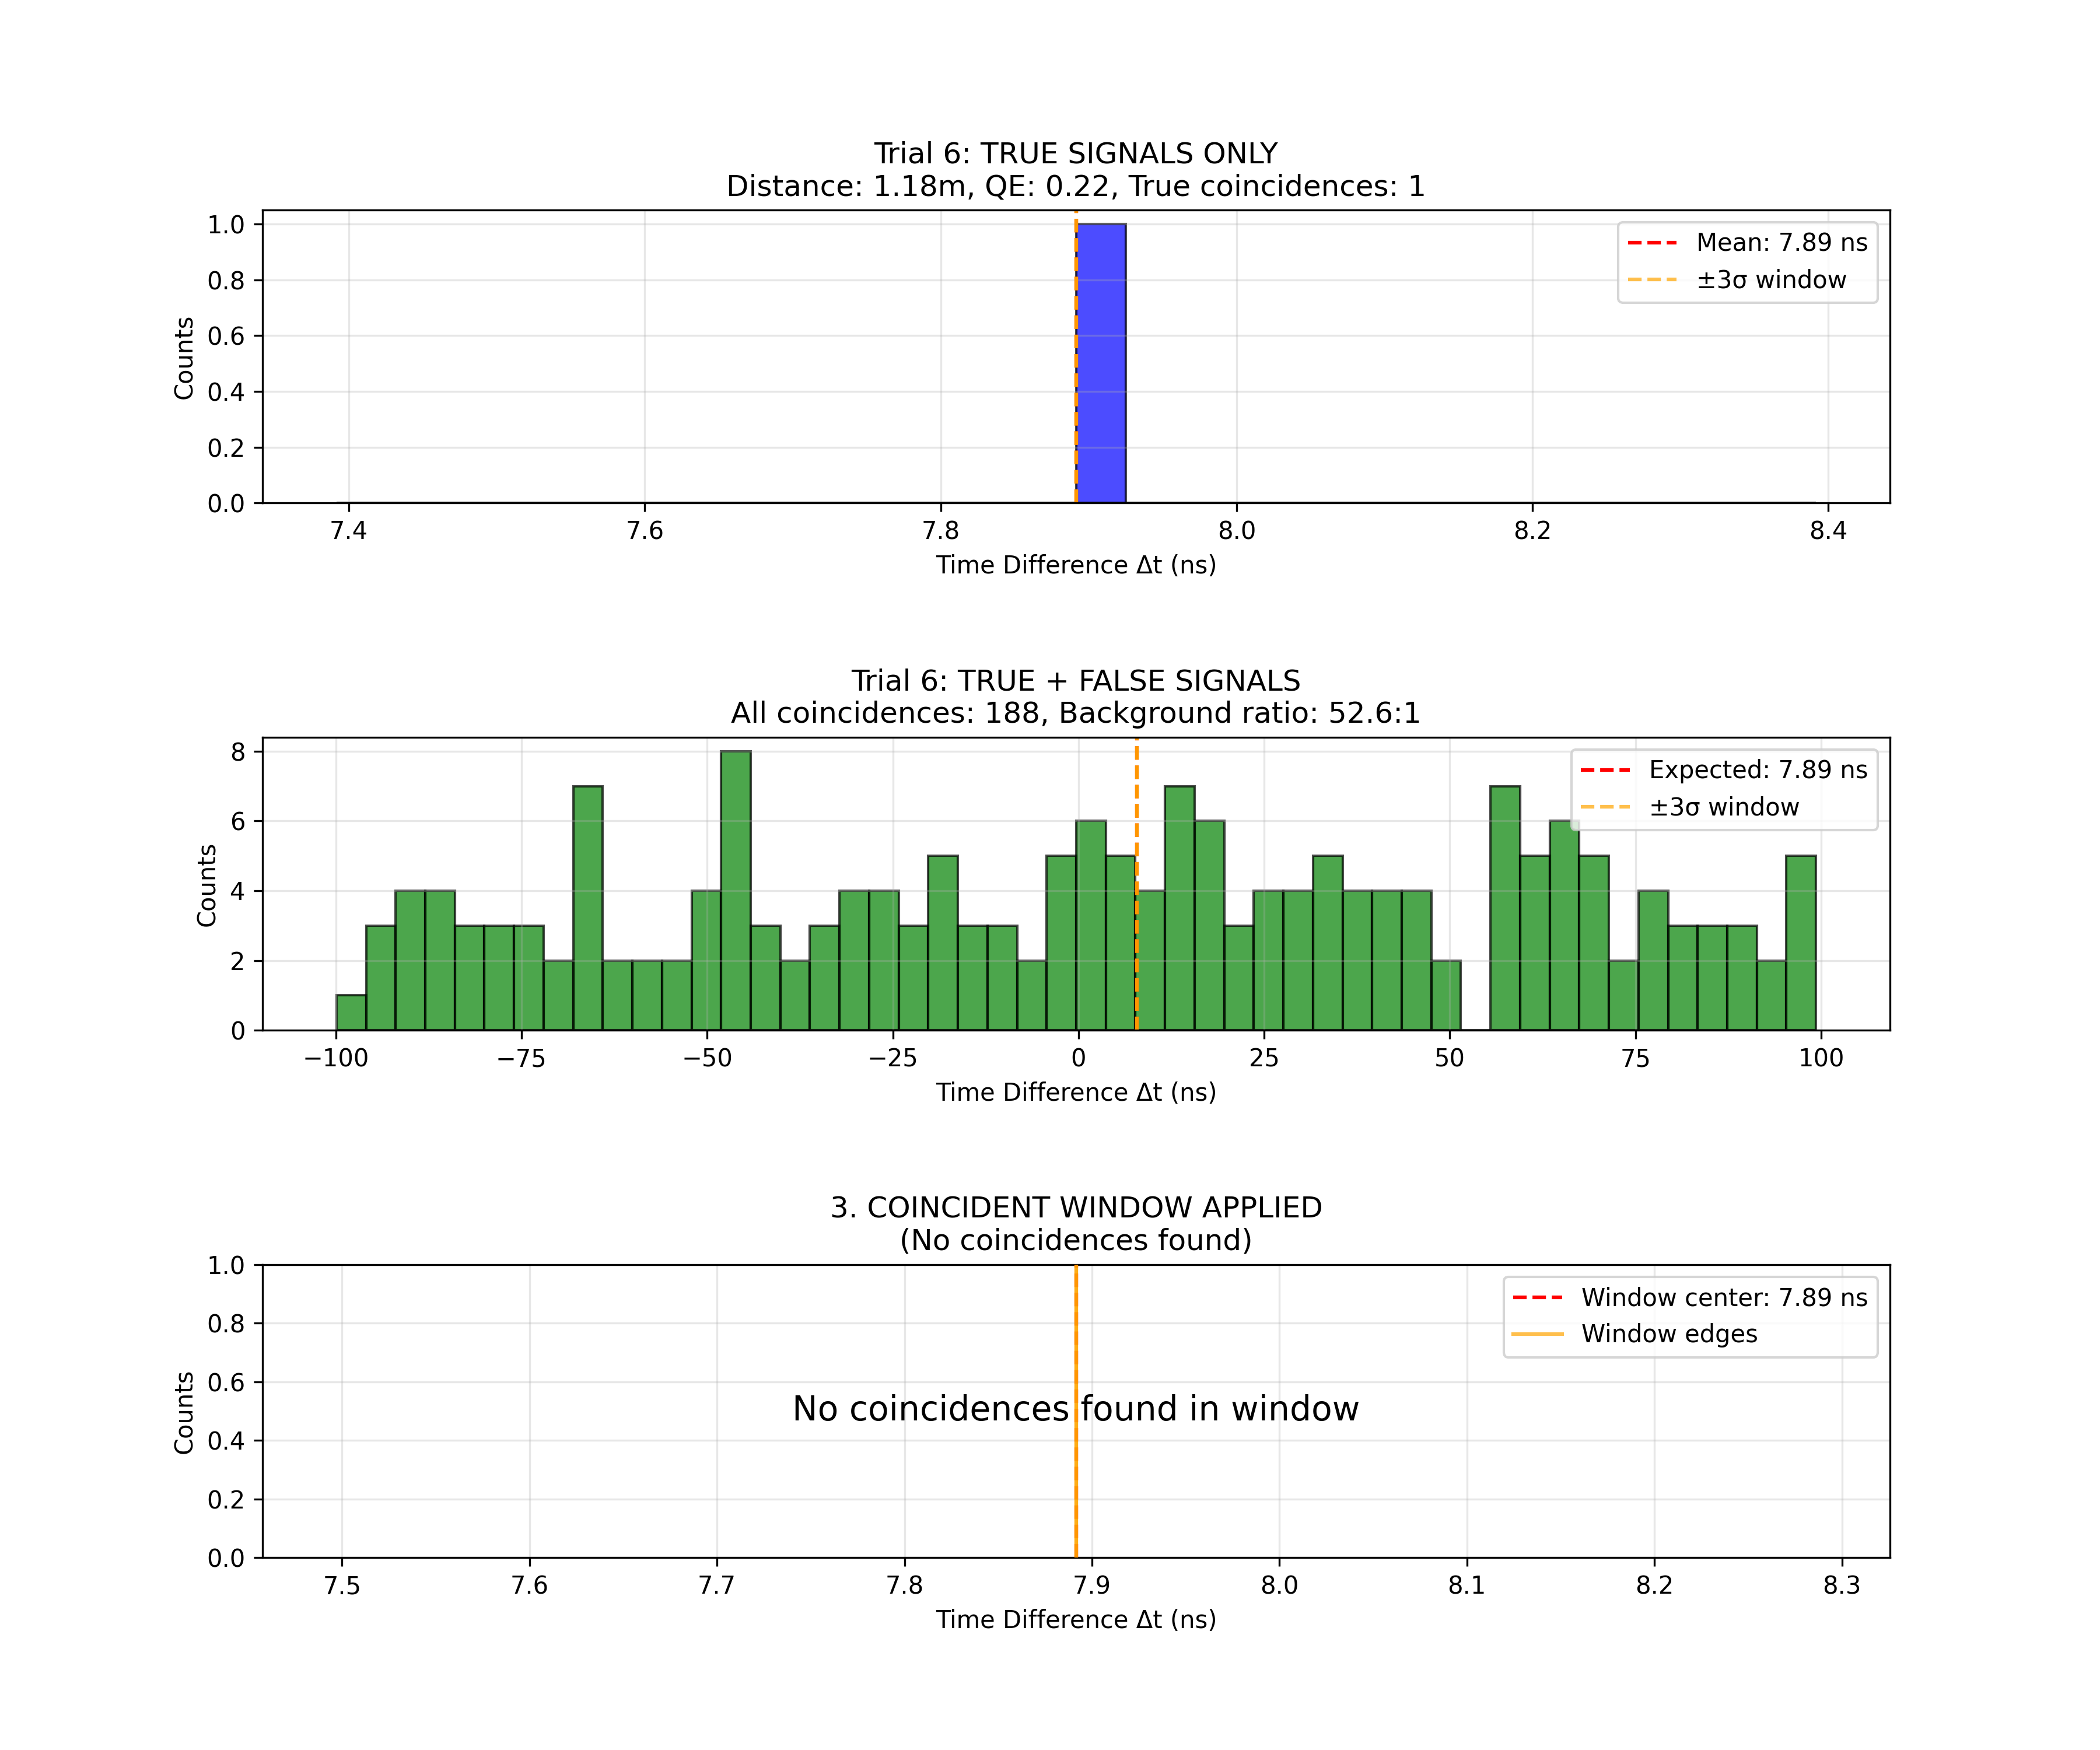 Trial 6: TRUE SIGNALS ONLY
Distance: 1.18m, QE: 0.22, True coincidences: 1
Counts
1.0
0.8
0.6
0.4
0.2
0.0
Mean: 7.89 ns
±3σ window
7.4 7.6 7.8 8.0 8.2 8.4
Time Difference Δt (ns)
Trial 6: TRUE + FALSE SIGNALS
All coincidences: 188, Background ratio: 52.6:1
Counts
8
6
4
2
0
Expected: 7.89 ns
±3σ window
−100 −75 −50 −25 0 25 50 75 100
Time Difference Δt (ns)
3. COINCIDENT WINDOW APPLIED
(No coincidences found)
Counts
1.0
0.8
0.6
0.4
0.2
0.0
Window center: 7.89 ns
Window edges
No coincidences found in window
7.5 7.6 7.7 7.8 7.9 8.0 8.1 8.2 8.3
Time Difference Δt (ns)